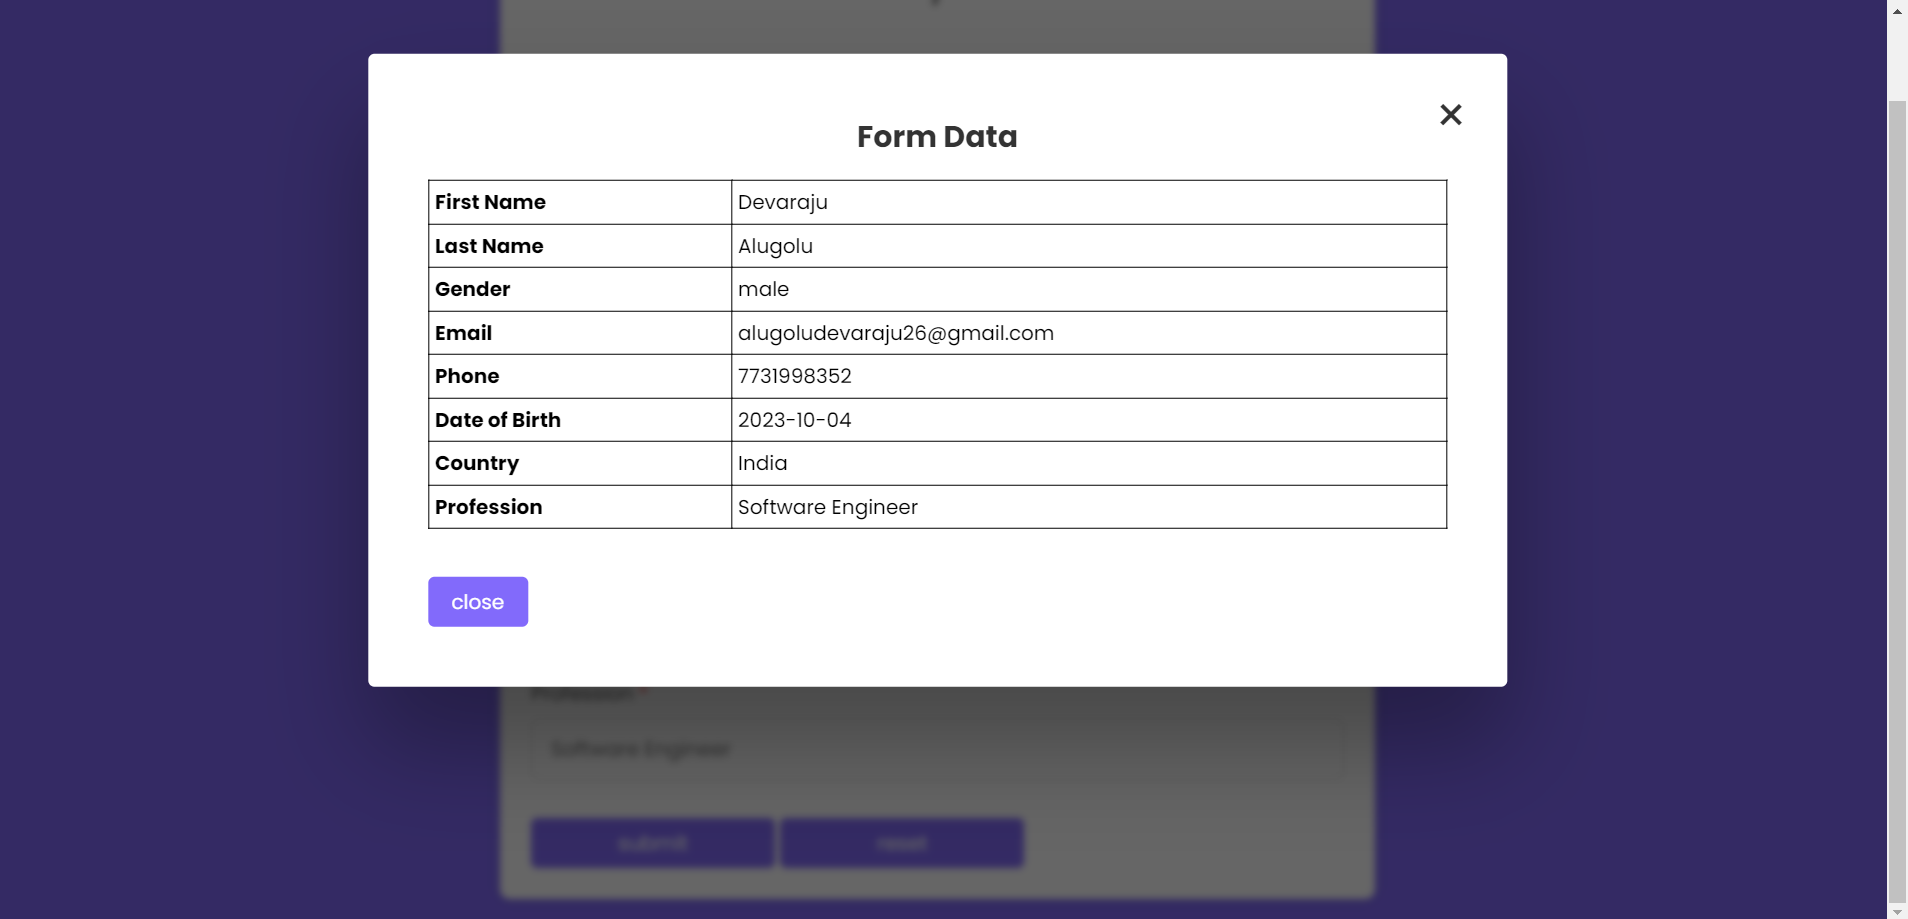 Form Data
First Name Devaraju
Last Name Alugolu
Gender male
Email alugoludevaraju26@gmail.com
Phone 7731998352
Date of Birth 2023-10-04
Country India
Profession Software Engineer
close
Profession *
Software Engineer
submit reset